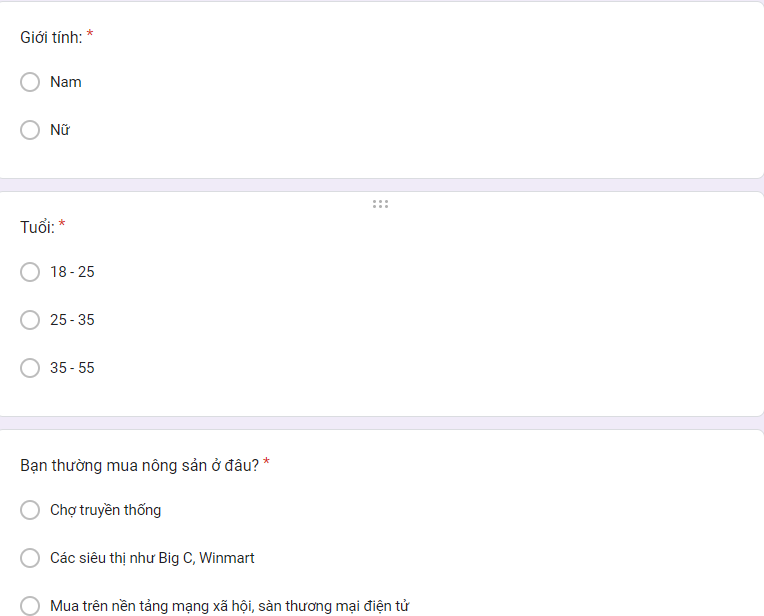 Giới tính: *
Nam
Nữ
Tuổi: *
18 - 25
25 - 35
35 - 55
Bạn thường mua nông sản ở đâu? *
Chợ truyền thống
Các siêu thị như Big C, Winmart
Mua trên nền tảng mạng xã hội, sàn thương mại điện tử